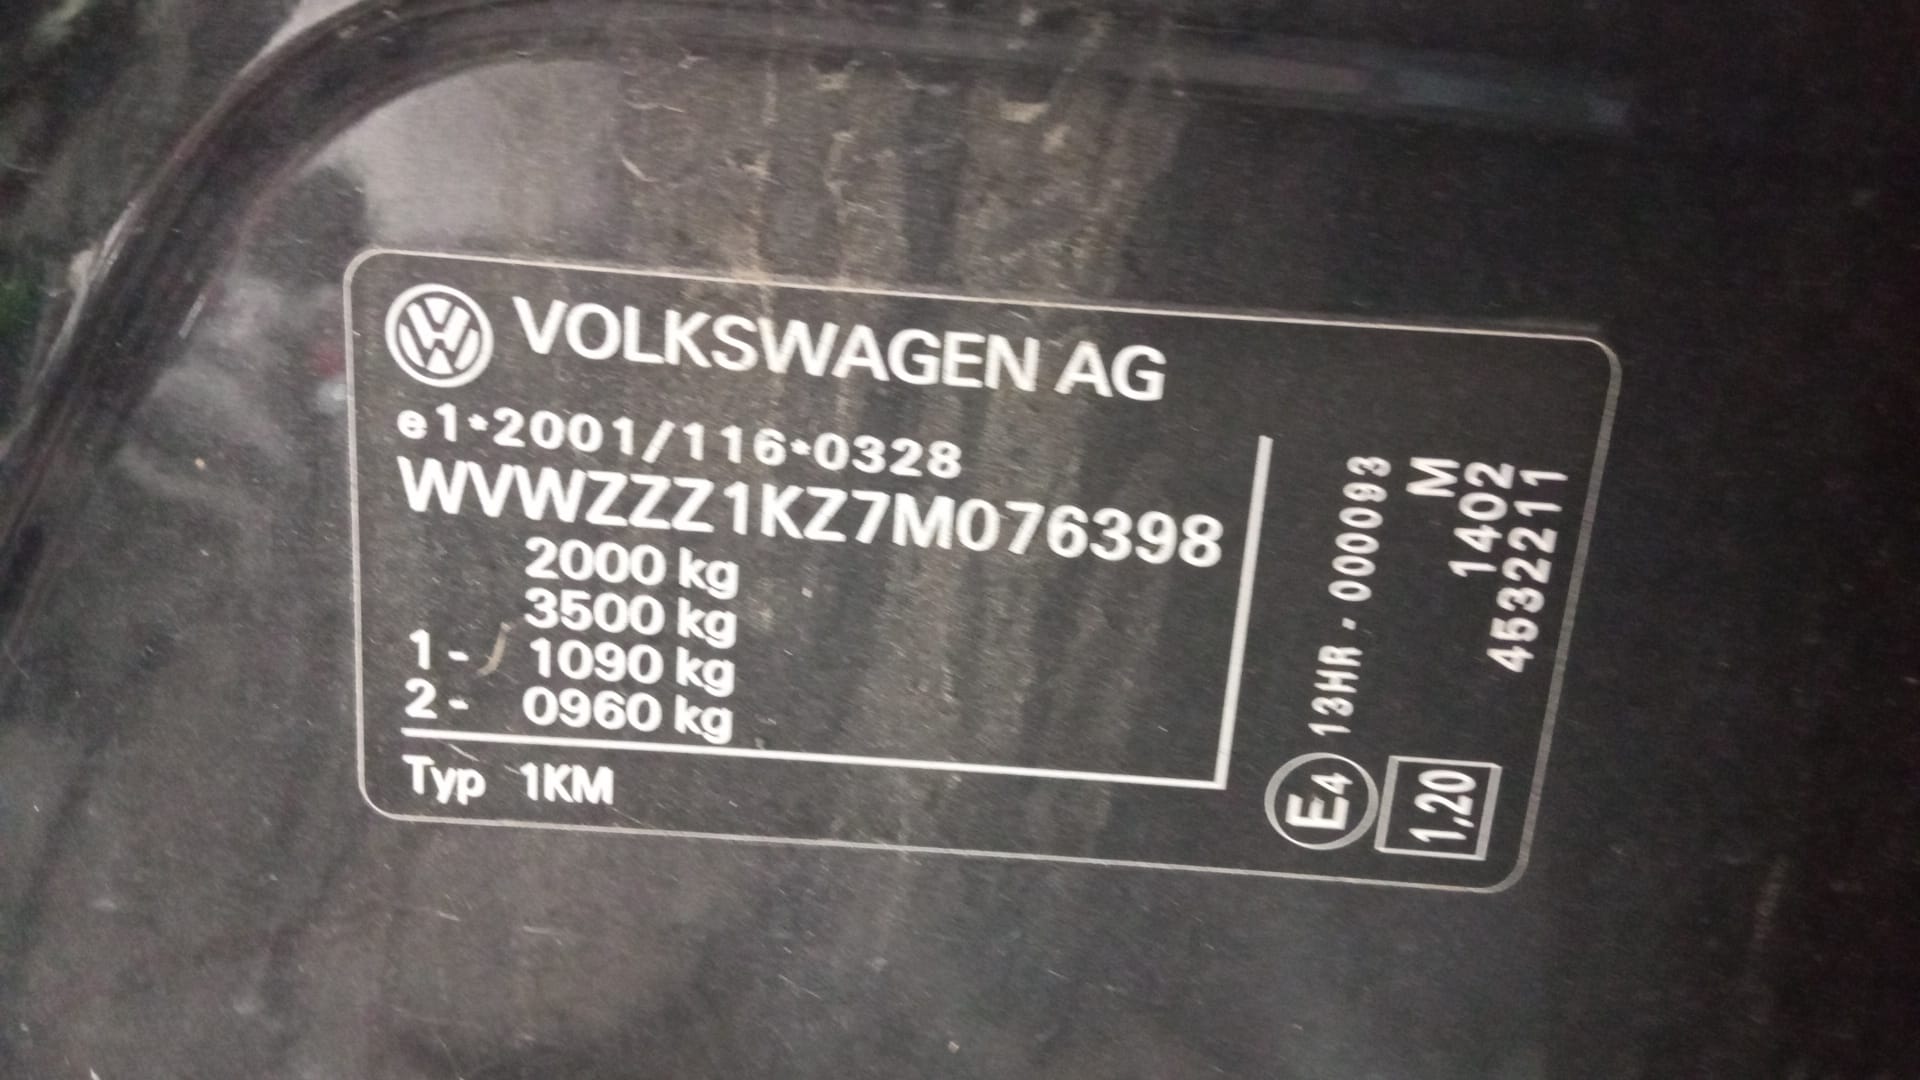 VOLKSWAGEN AG
e1*2001/116*0328
WVWZZZ1KZ7M076398
2000 kg
3500 kg
1- 1090 kg
2- 0960 kg
Typ 1KM
E4 13HR - 000093
1,20
M
1402
4532211